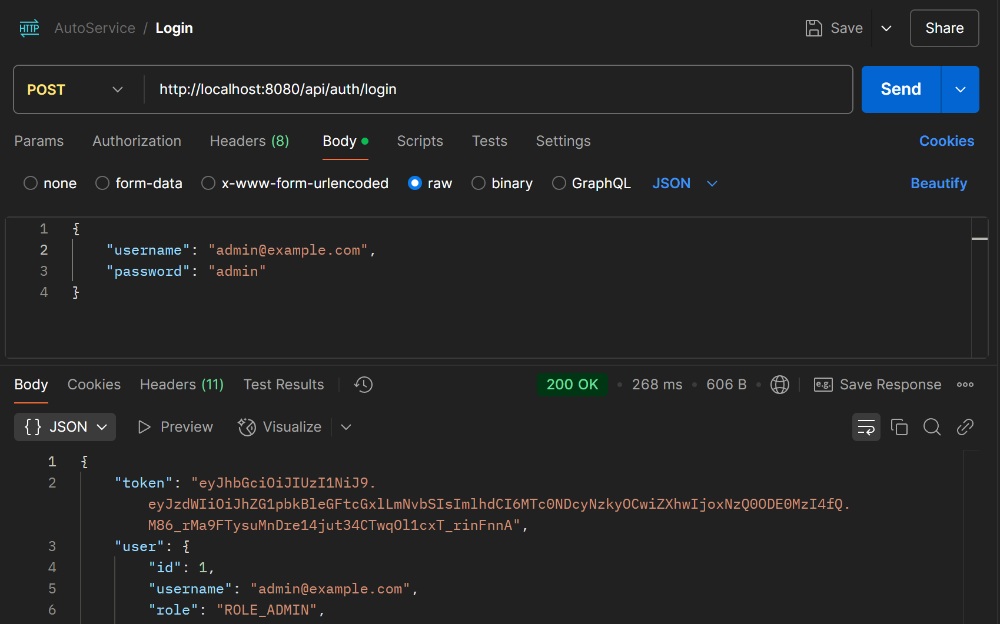 HTTP AutoService / Login Save Share
POST http://localhost:8080/api/auth/login Send
Params Authorization Headers (8) Body Scripts Tests Settings Cookies
none form-data x-www-form-urlencoded raw binary GraphQL JSON Beautify
1 {
2 "username": "admin@example.com",
3 "password": "admin"
4 }
Body Cookies Headers (11) Test Results 200 OK • 268 ms • 606 B • e.g. Save Response
{ } JSON Preview Visualize
1 {
2 "token": "eyJhbGciOiJIUzI1NiJ9.
eyJzdWIiOiJhZG1pbkBleGFtcGxlLmNvbSIsImlhdCI6MTc0NDcyNzkyOCwiZXhwIjoxNzQ0ODE0MzI4fQ.
M86_rMa9FTysuMnDre14jut34CTwqOl1cxT_rinFnnA",
3 "user": {
4 "id": 1,
5 "username": "admin@example.com",
6 "role": "ROLE_ADMIN",